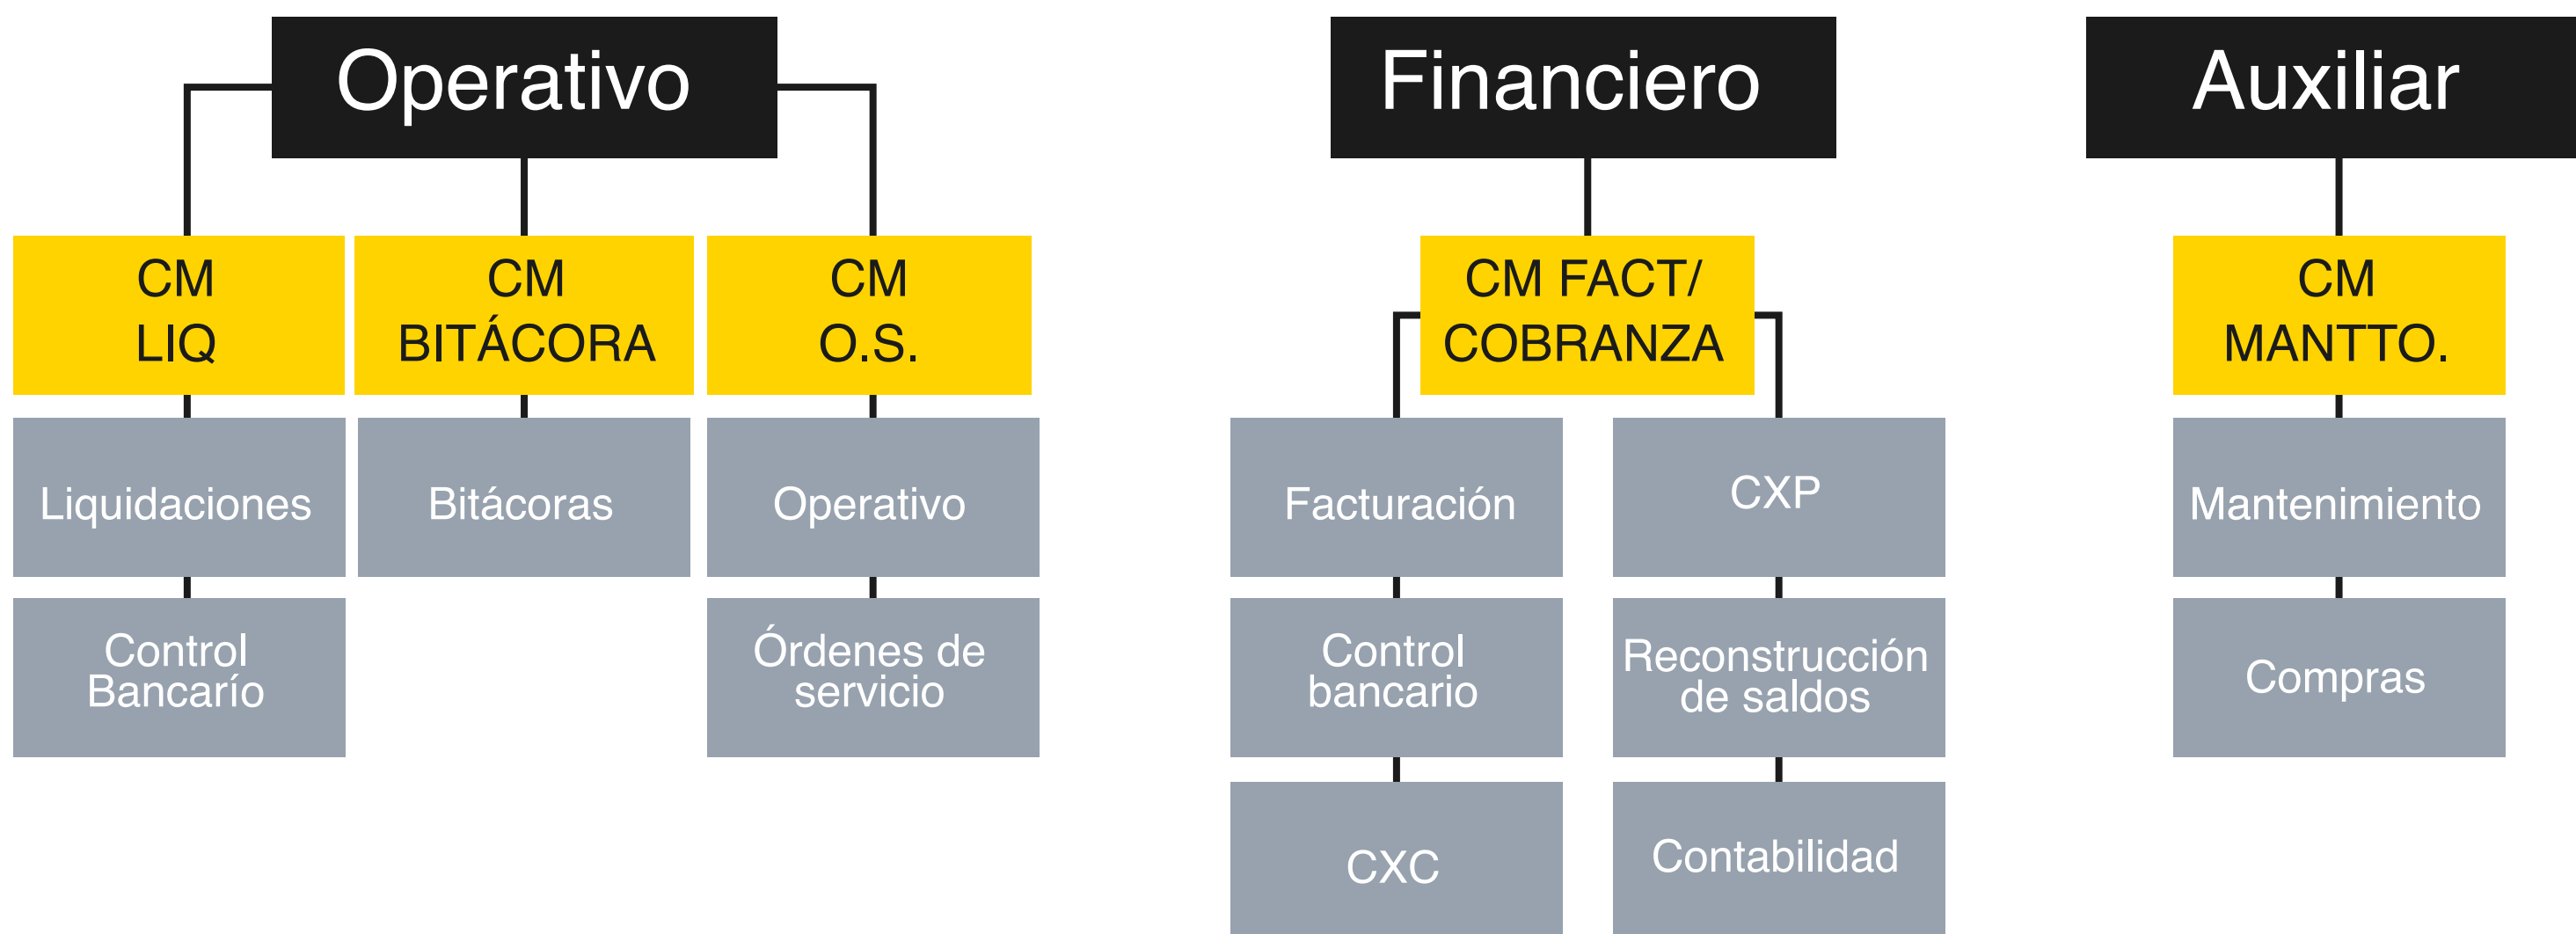 Operativo
Financiero
Auxiliar
CM
LIQ
CM
BITÁCORA
CM
O.S.
CM FACT/
COBRANZA
CM
MANTTO.
Liquidaciones
Bitácoras
Operativo
Facturación
CXP
Mantenimiento
Control
Bancarío
Órdenes de
servicio
Control
bancario
Reconstrucción
de saldos
Compras
CXC
Contabilidad